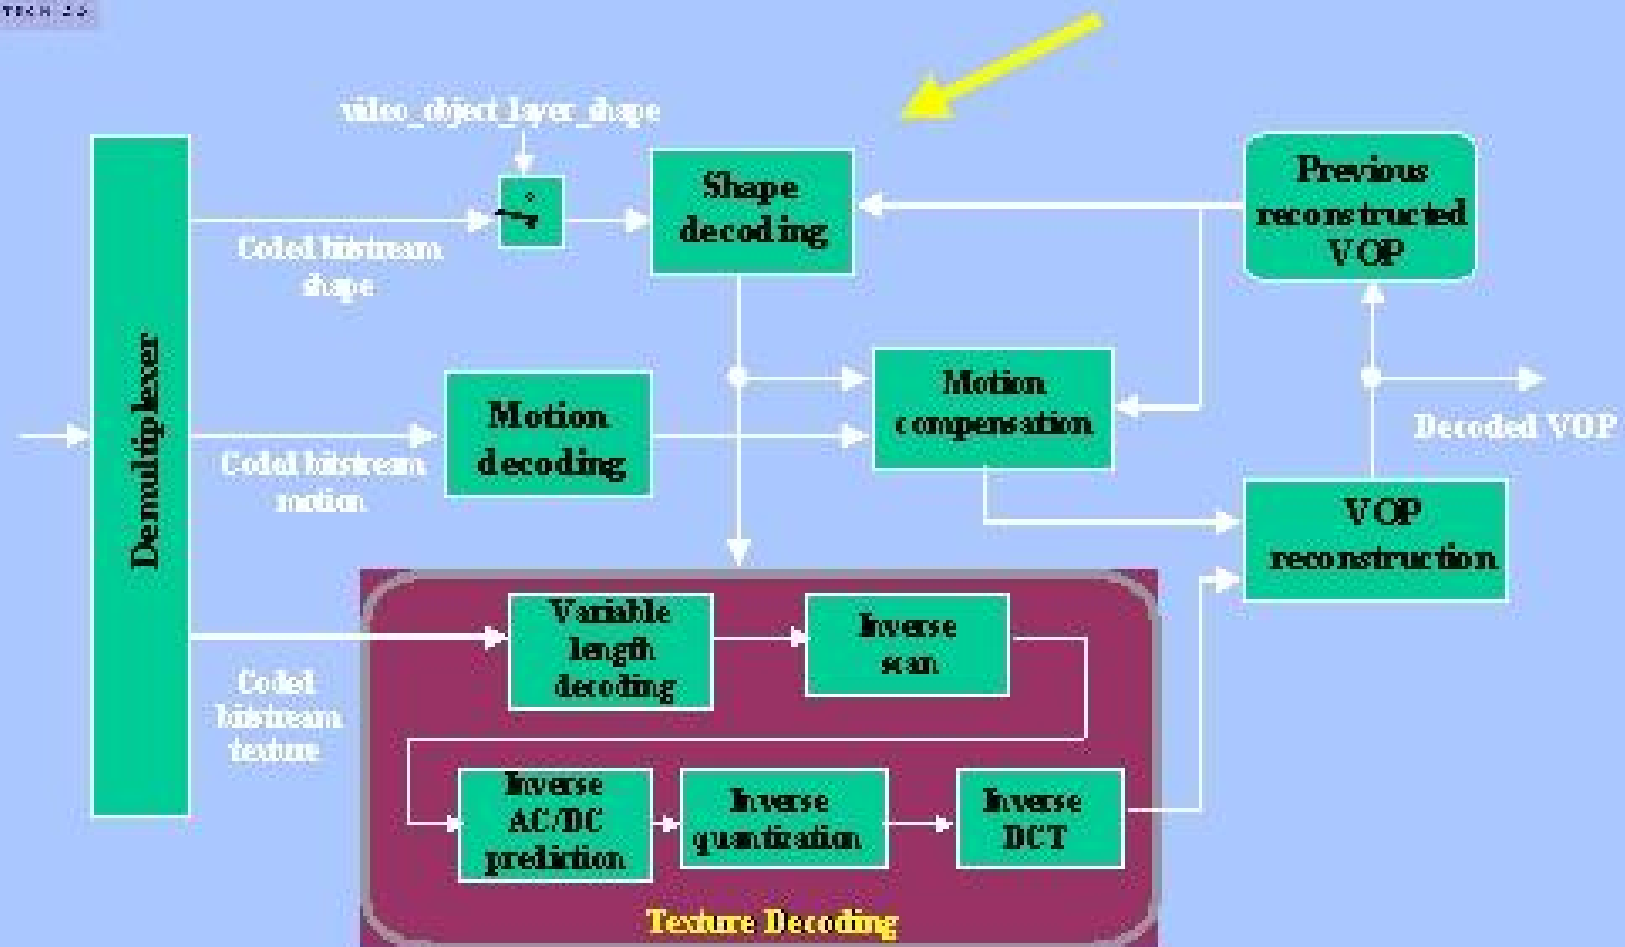 video_object_layer_shape
Shape
decoding
Previous
reconstructed
VOP
Coded bitstream
shape
Demultiplexer
Motion
decoding
Motion
compensation
Decoded VOP
Coded bitstream
motion
VOP
reconstruction
Variable
length
decoding
Inverse
scan
Coded
bitstream
texture
Inverse
AC/DC
prediction
Inverse
quantization
Inverse
DCT
Texture Decoding